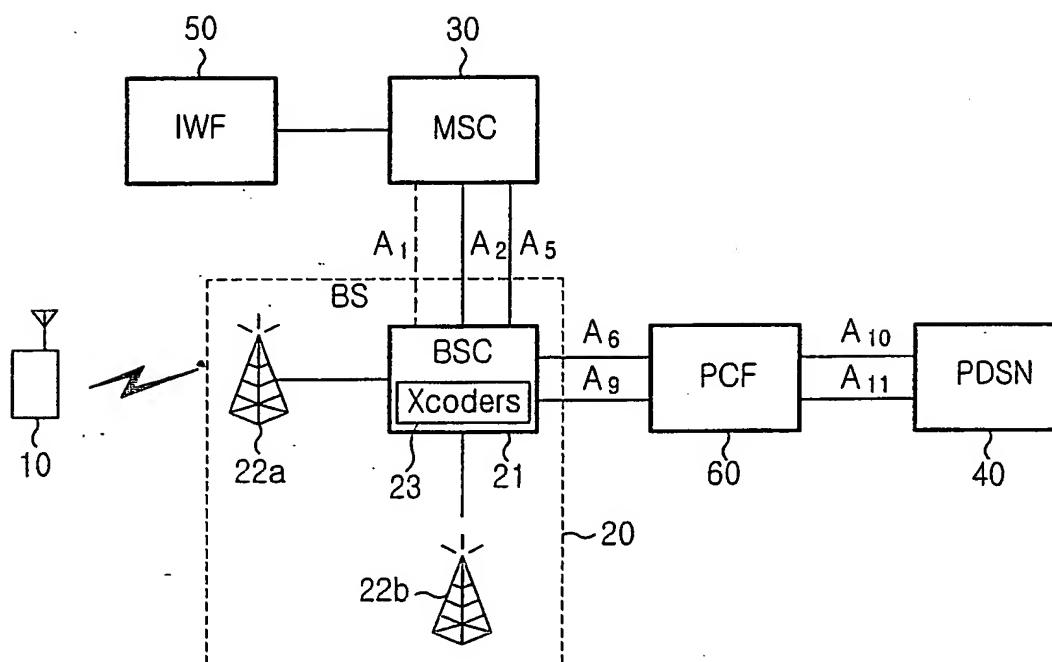 50
30
IWF
MSC
A1
A2
A5
BS
BSC
Xcoders
A6
A9
PCF
A10
A11
PDSN
10
22a
23
21
60
40
20
22b